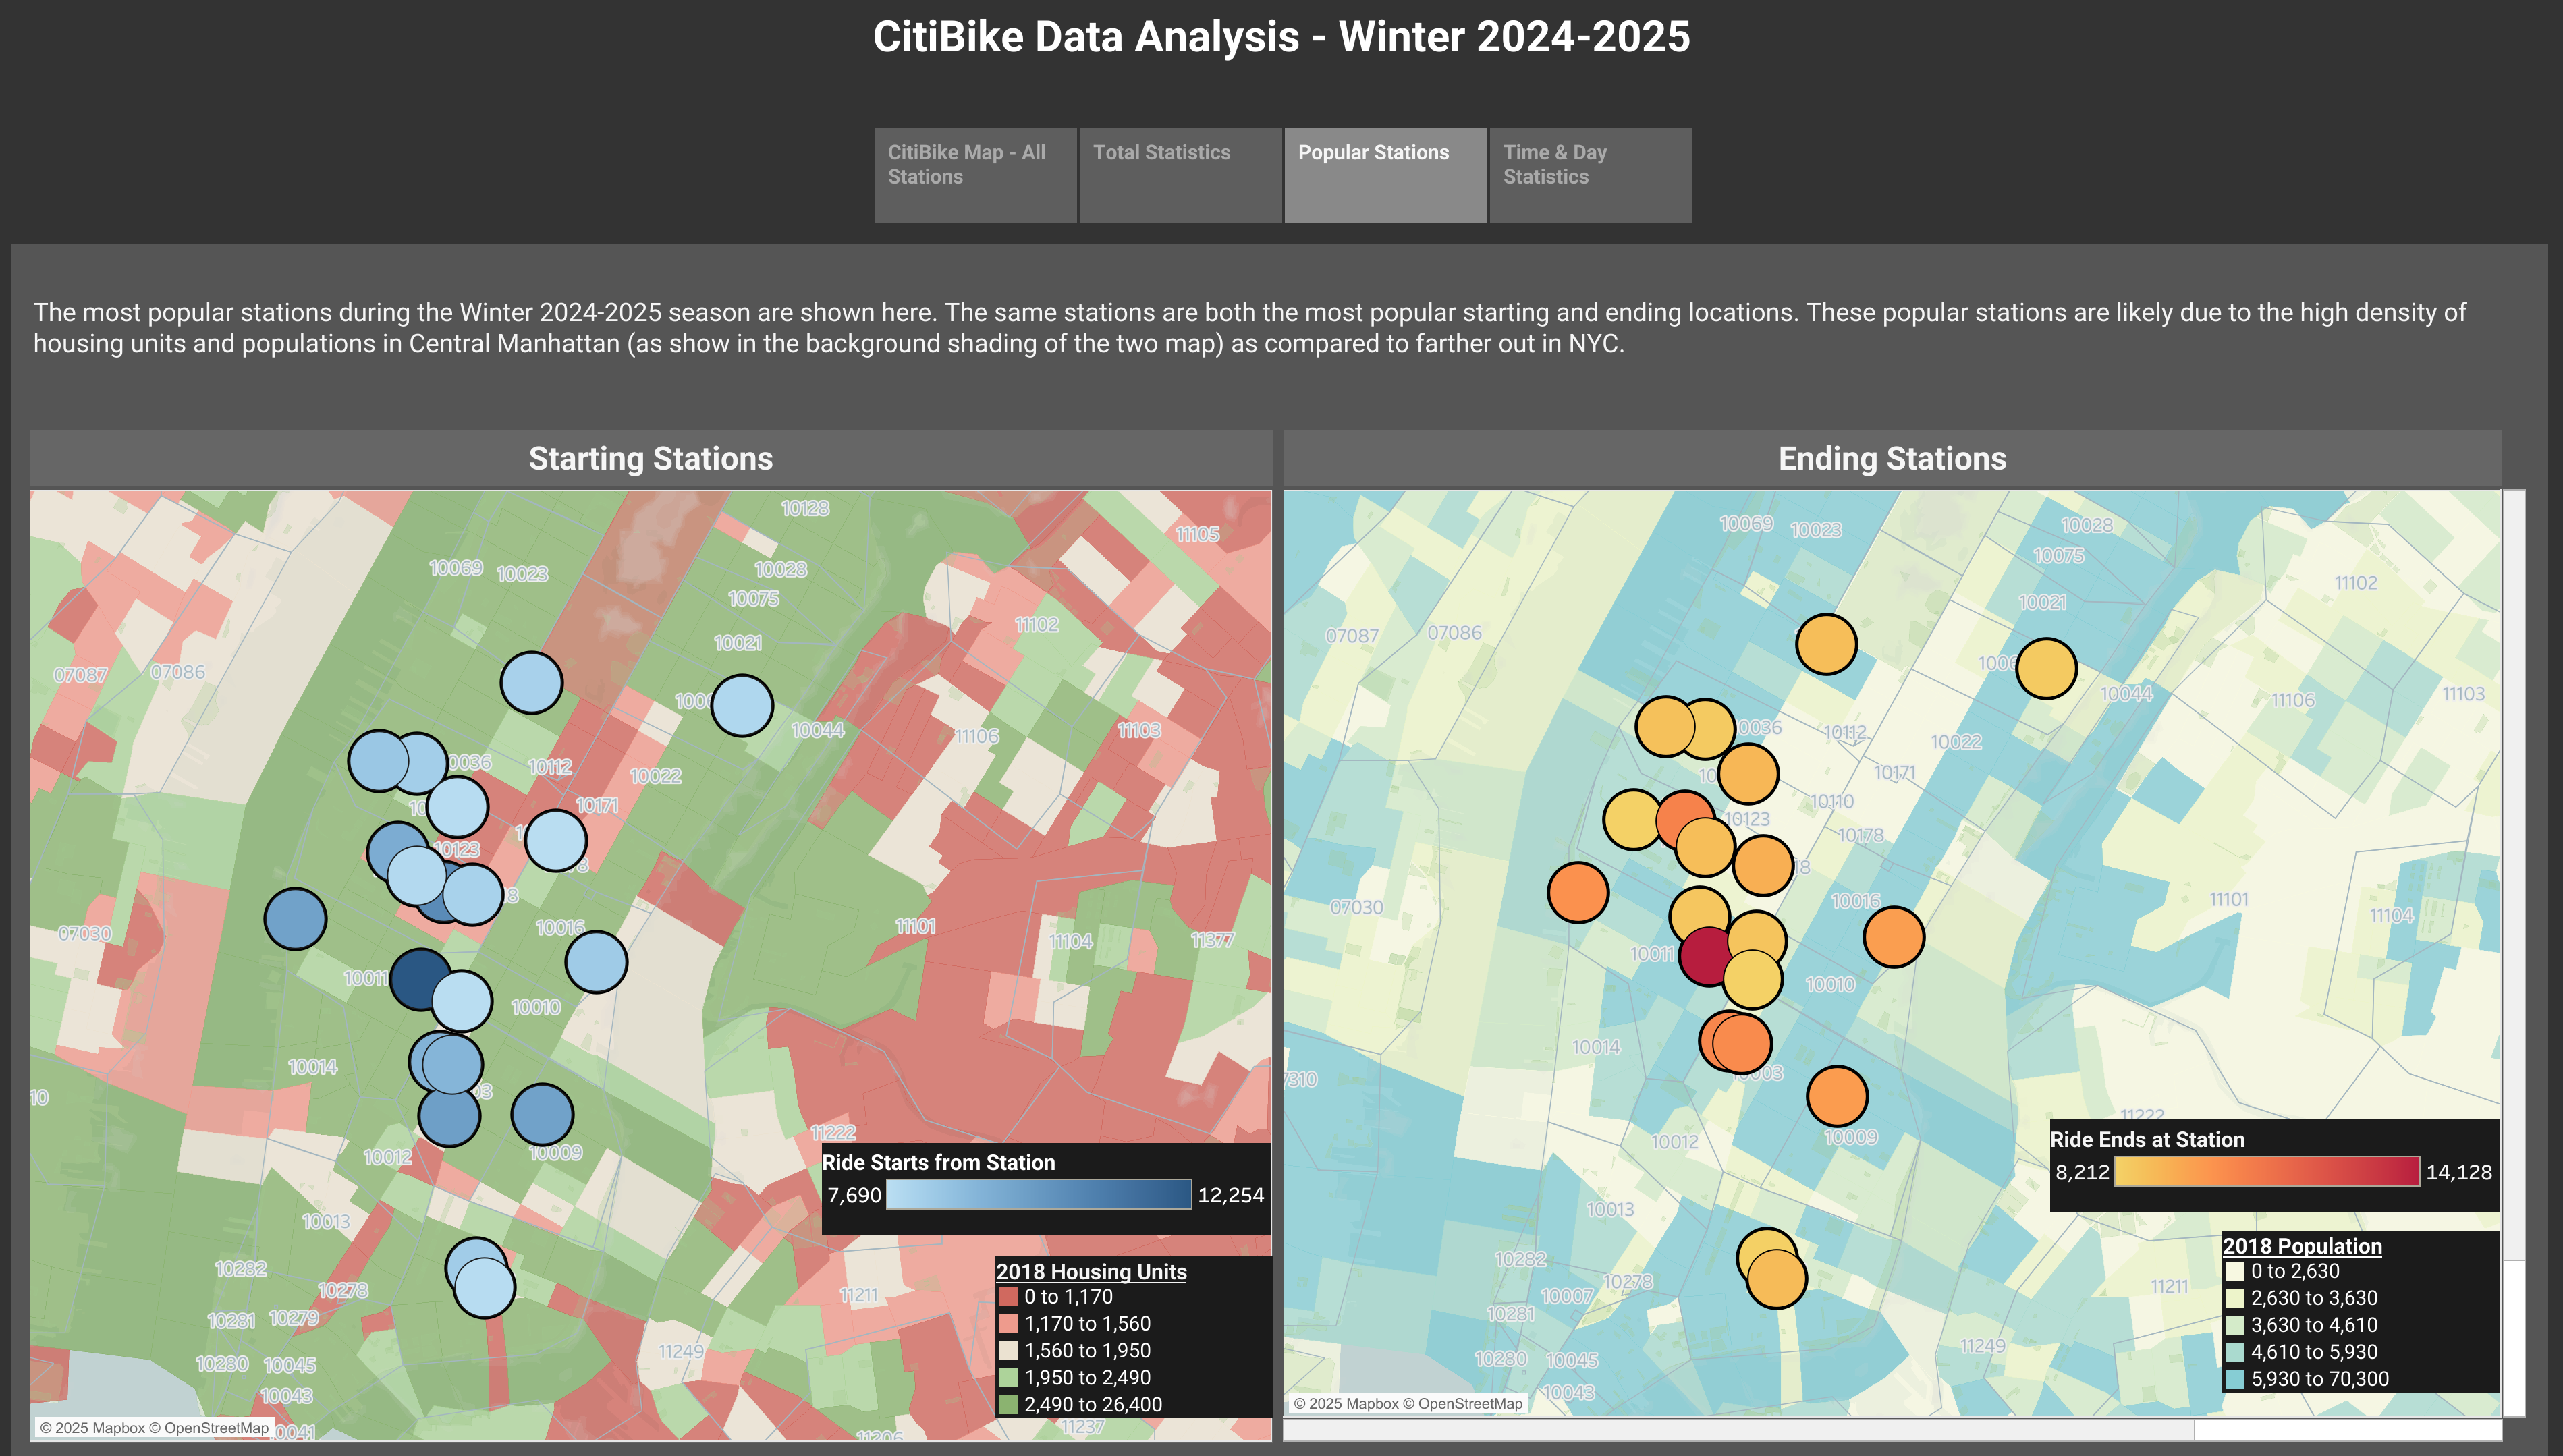 CitiBike Data Analysis - Winter 2024-2025
CitiBike Map - All
Stations
Total Statistics
Popular Stations
Time & Day
Statistics
The most popular stations during the Winter 2024-2025 season are shown here. The same stations are both the most popular starting and ending locations. These popular stations are likely due to the high density of
housing units and populations in Central Manhattan (as show in the background shading of the two map) as compared to farther out in NYC.
Starting Stations
10128
11105
10069
10023
10028
10075
11102
10021
07087
07086
10044
11103
11106
10112
10022
10171
10123
11101
10016
07030
11104
11377
10011
10010
10014
11222
10012
10009
10013
10282
10278
11211
10281
10279
11249
10280
10045
10043
11237
Ride Starts from Station
7,690
12,254
2018 Housing Units
0 to 1,170
1,170 to 1,560
1,560 to 1,950
1,950 to 2,490
2,490 to 26,400
© 2025 Mapbox © OpenStreetMap
Ending Stations
10069
10023
10028
10075
11102
10021
07087
07086
10044
11106
11103
10112
10022
10171
10110
10123
10178
11101
10016
07030
11104
10011
10010
10014
11222
10012
10009
10013
10282
10278
10007
11211
10281
11249
10280
10045
10043
Ride Ends at Station
8,212
14,128
2018 Population
0 to 2,630
2,630 to 3,630
3,630 to 4,610
4,610 to 5,930
5,930 to 70,300
© 2025 Mapbox © OpenStreetMap